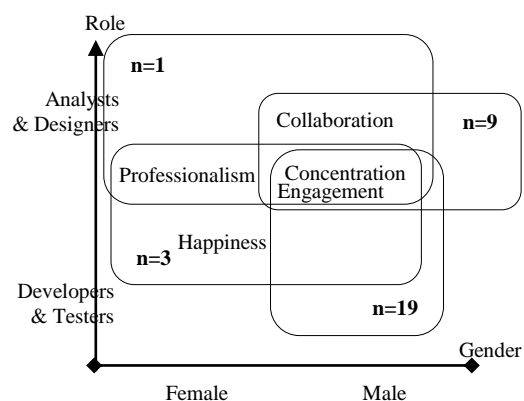 Role
n=1
Analysts
& Designers
Collaboration
n=9
Professionalism
Concentration
Engagement
Happiness
n=3
Developers
& Testers
n=19
Gender
Female
Male